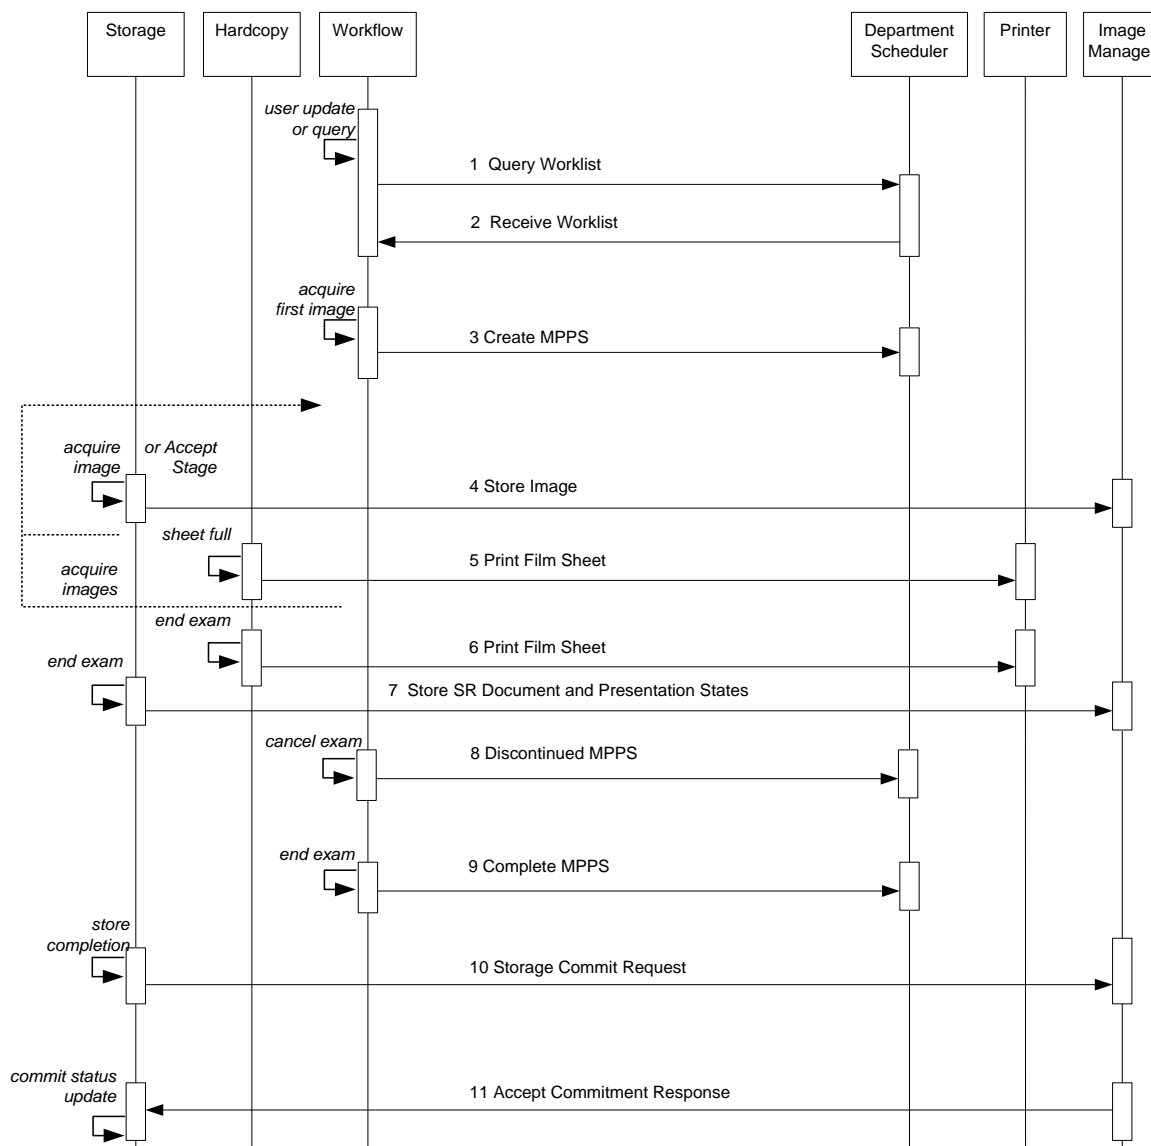 Storage
Hardcopy
Workflow
Department
Scheduler
Printer
Image
Manager
user update
or query
1 Query Worklist
2 Receive Worklist
acquire
first image
3 Create MPPS
acquire
image
or Accept
Stage
4 Store Image
sheet full
5 Print Film Sheet
acquire
images
end exam
6 Print Film Sheet
end exam
7 Store SR Document and Presentation States
cancel exam
8 Discontinued MPPS
end exam
9 Complete MPPS
store
completion
10 Storage Commit Request
commit status
update
11 Accept Commitment Response